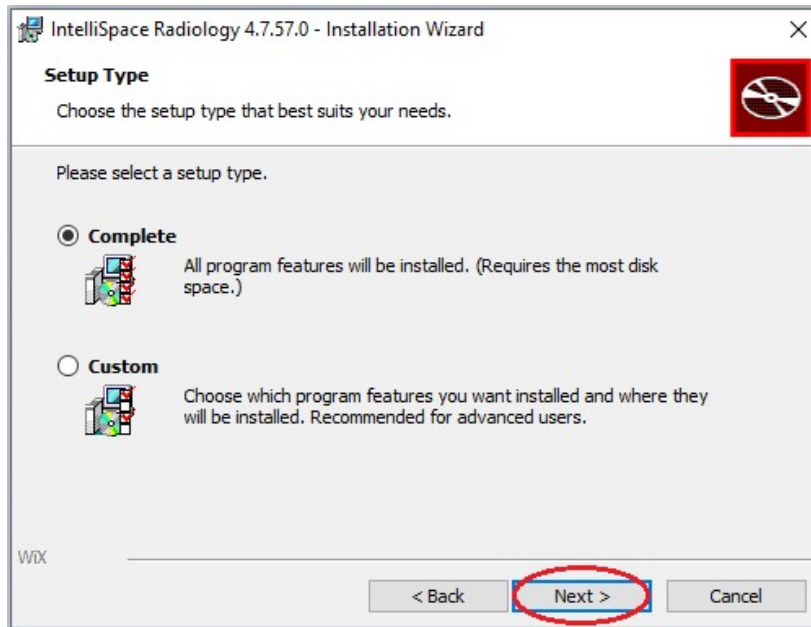 IntelliSpace Radiology 4.7.57.0 - Installation Wizard
Setup Type
Choose the setup type that best suits your needs.
Please select a setup type.
Complete
All program features will be installed. (Requires the most disk
space.)
Custom
Choose which program features you want installed and where they
will be installed. Recommended for advanced users.
WiX
< Back Next > Cancel